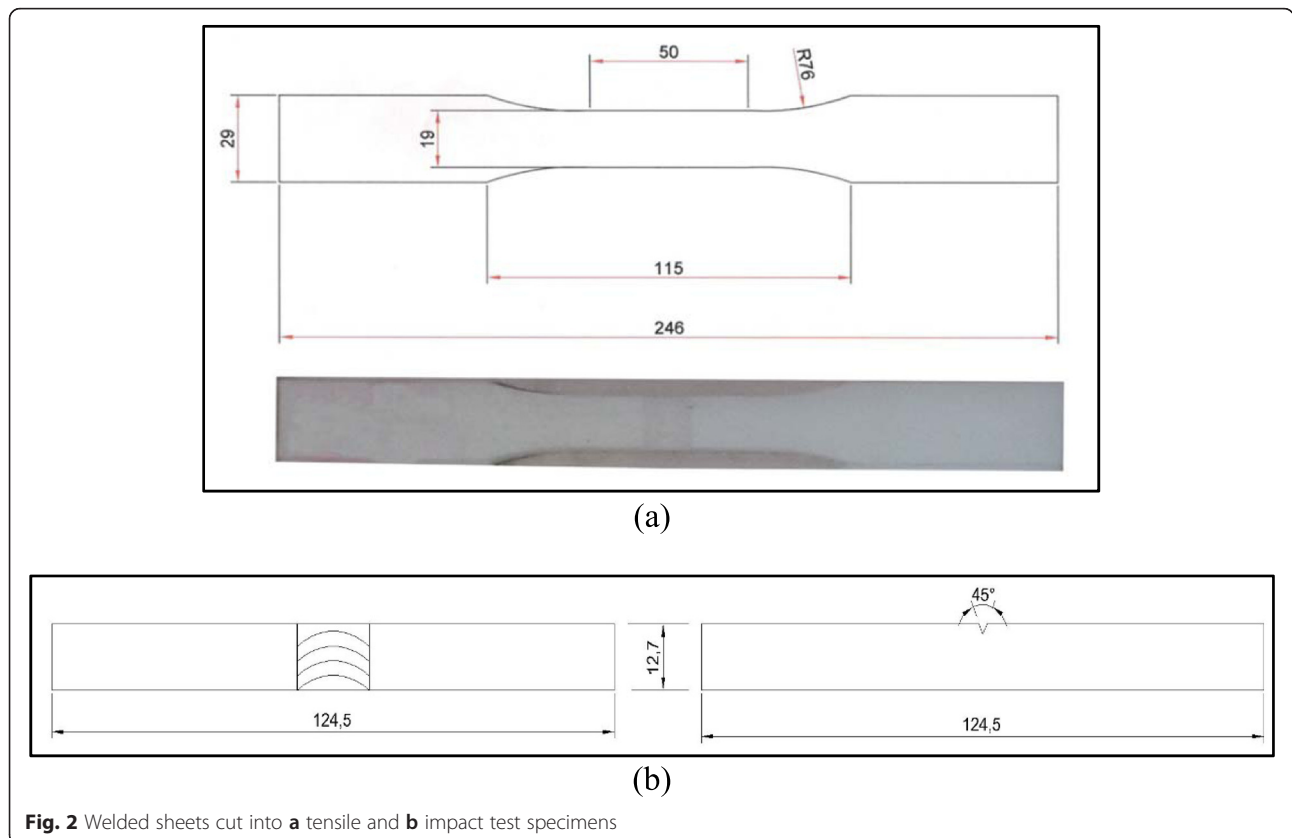 50
R76
29
19
115
246
(a)
45°
12,7
124,5
124,5
(b)
Fig. 2 Welded sheets cut into a tensile and b impact test specimens